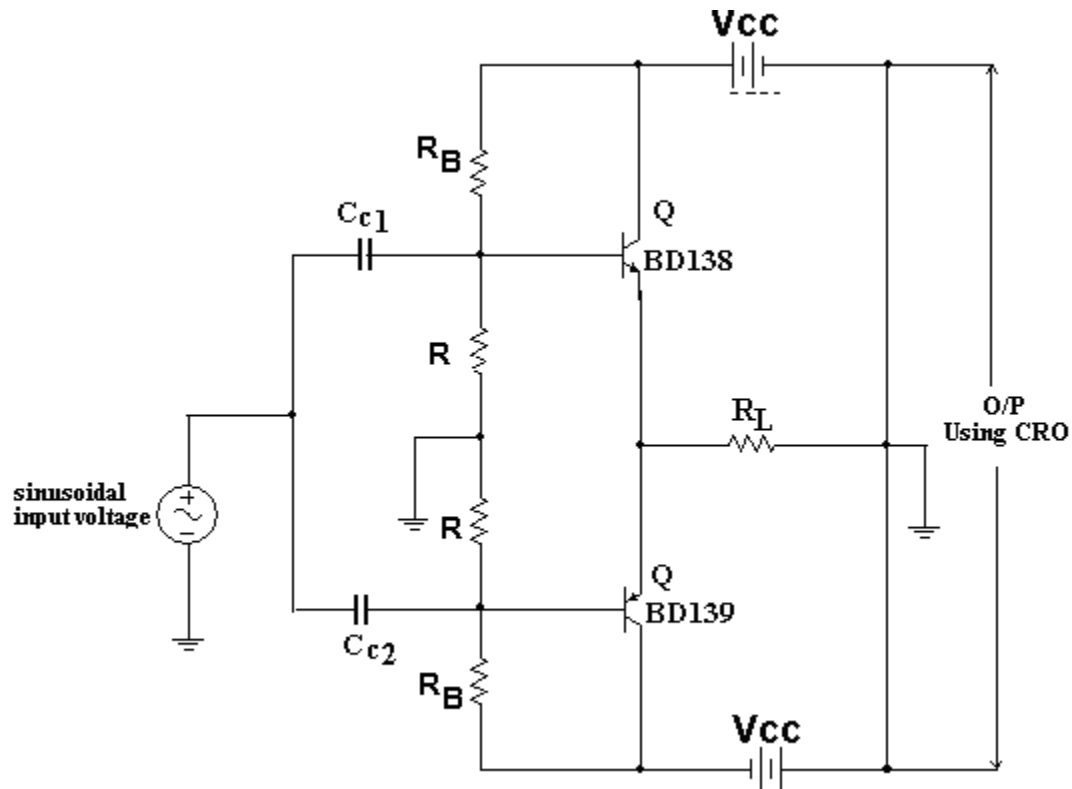 Vcc
RB
Cc1
Q
BD138
R
RL
O/P
Using CRO
sinusoidal
input voltage
+
−
R
Q
BD139
Cc2
RB
Vcc